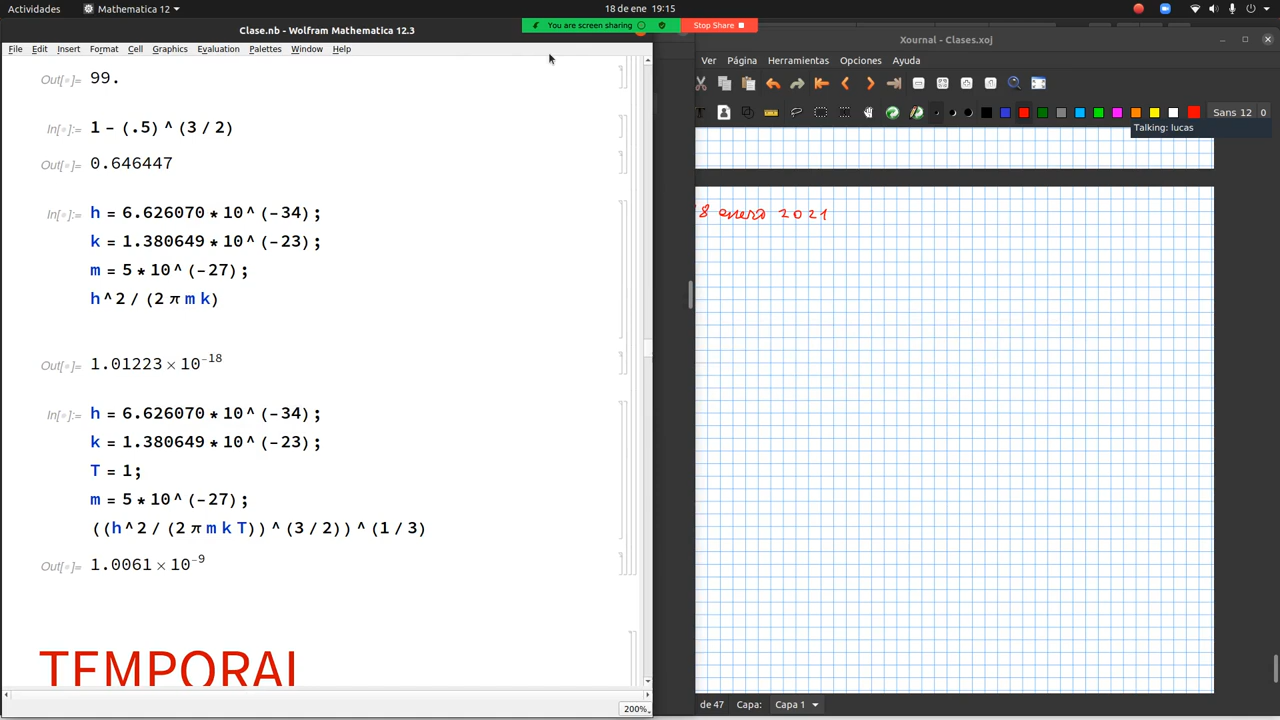 Actividades
Mathematica 12
18 de ene 19:15
Clase.nb - Wolfram Mathematica 12.3
You are screen sharing
Stop Share
File Edit Insert Format Cell Graphics Evaluation Palettes Window Help
Out[ ]= 99.
In[ ]:= 1 - (.5) ^ (3 / 2)
Out[ ]= 0.646447
In[ ]:= h = 6.626070 * 10 ^ (-34) ;
k = 1.380649 * 10 ^ (-23) ;
m = 5 * 10 ^ (-27) ;
h ^ 2 / (2 π m k)
Out[ ]= 1.01223 × 10^-18
In[ ]:= h = 6.626070 * 10 ^ (-34) ;
k = 1.380649 * 10 ^ (-23) ;
T = 1;
m = 5 * 10 ^ (-27) ;
((h ^ 2 / (2 π m k T)) ^ (3 / 2)) ^ (1 / 3)
Out[ ]= 1.0061 × 10^-9
TEMPORAL
200%
Xournal - Clases.xoj
Ver Página Herramientas Opciones Ayuda
Sans 12 0
Talking: lucas
8 enero 2021
de 47 Capa: Capa 1